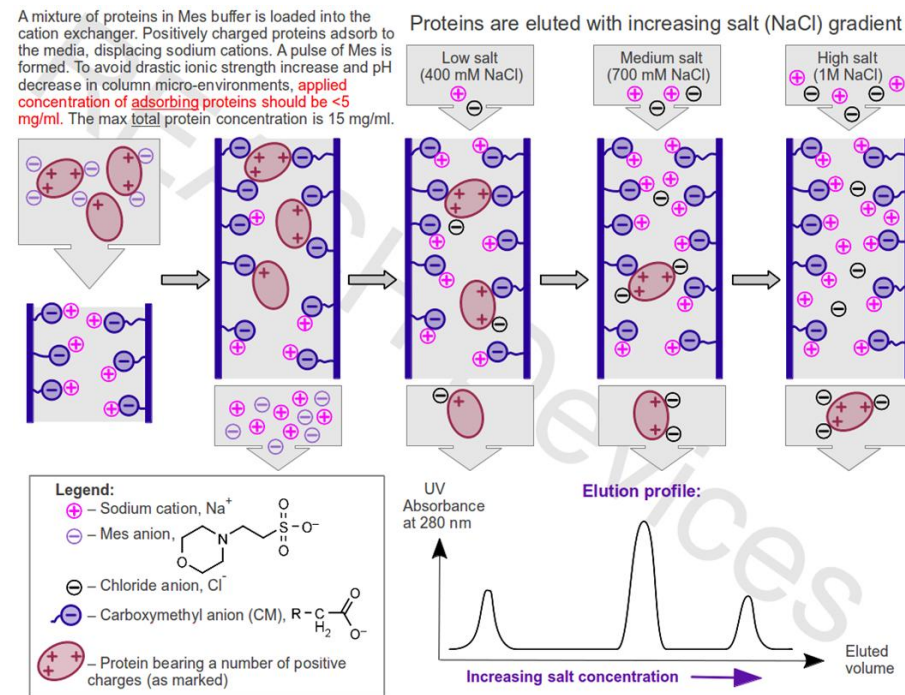 A mixture of proteins in Mes buffer is loaded into the
cation exchanger. Positively charged proteins adsorb to
the media, displacing sodium cations. A pulse of Mes is
formed. To avoid drastic ionic strength increase and pH
decrease in column micro-environments, applied
concentration of adsorbing proteins should be <5
mg/ml. The max total protein concentration is 15 mg/ml.
Proteins are eluted with increasing salt (NaCl) gradient
Low salt
(400 mM NaCl)
Medium salt
(700 mM NaCl)
High salt
(1M NaCl)
Legend:
– Sodium cation, Na⁺
– Mes anion,
N
O
O
S
O
O⁻
– Chloride anion, Cl⁻
– Carboxymethyl anion (CM), R
C
H₂
O
O⁻
– Protein bearing a number of positive
charges (as marked)
UV
Absorbance
at 280 nm
Elution profile:
Increasing salt concentration
Eluted
volume
REACH Devices